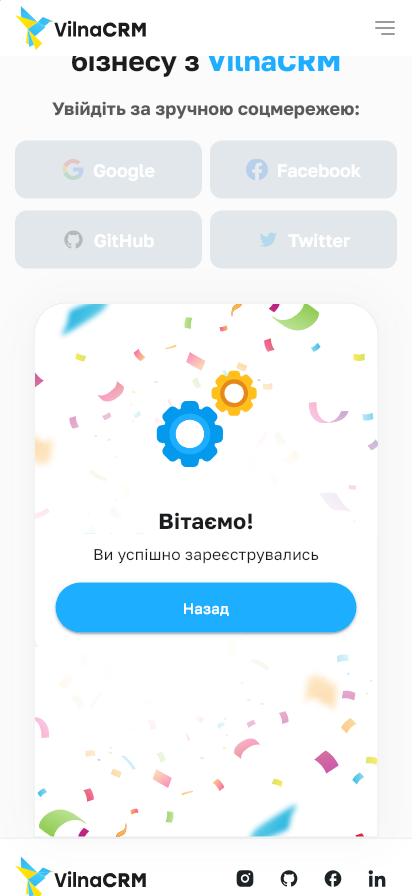 VilnaCRM
бізнесу з VilnaCRM
Увійдіть за зручною соцмережею:
Google Facebook
GitHub Twitter
Вітаємо!
Ви успішно зареєструвались
Назад
VilnaCRM